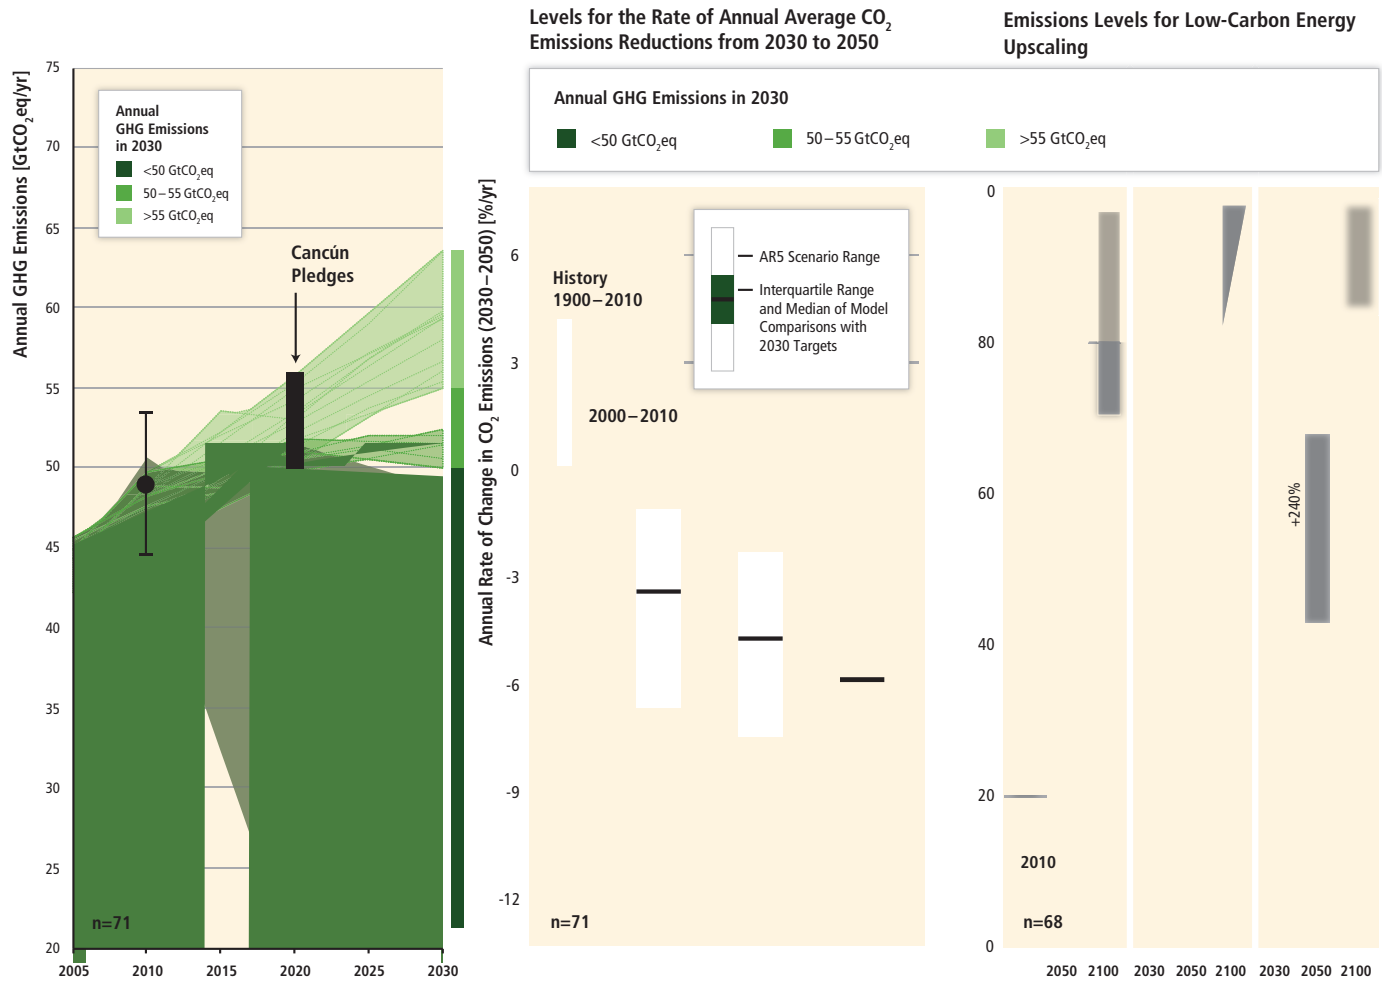 Annual GHG Emissions [GtCO2eq/yr]
75
70
65
60
55
50
45
40
35
30
25
20
Annual
GHG Emissions
in 2030
<50 GtCO2eq
50–55 GtCO2eq
>55 GtCO2eq
Cancún
Pledges
n=71
2005 2010 2015 2020 2025 2030
Levels for the Rate of Annual Average CO2
Emissions Reductions from 2030 to 2050
Emissions Levels for Low-Carbon Energy
Upscaling
Annual GHG Emissions in 2030
<50 GtCO2eq 50–55 GtCO2eq >55 GtCO2eq
Annual Rate of Change in CO2 Emissions (2030–2050) [%/yr]
6
3
0
-3
-6
-9
-12
History
1900–2010
2000–2010
AR5 Scenario Range
Interquartile Range
and Median of Model
Comparisons with
2030 Targets
n=71
0
80
60
40
20
0
+240%
2010
n=68
2050 2100 2030 2050 2100 2030 2050 2100